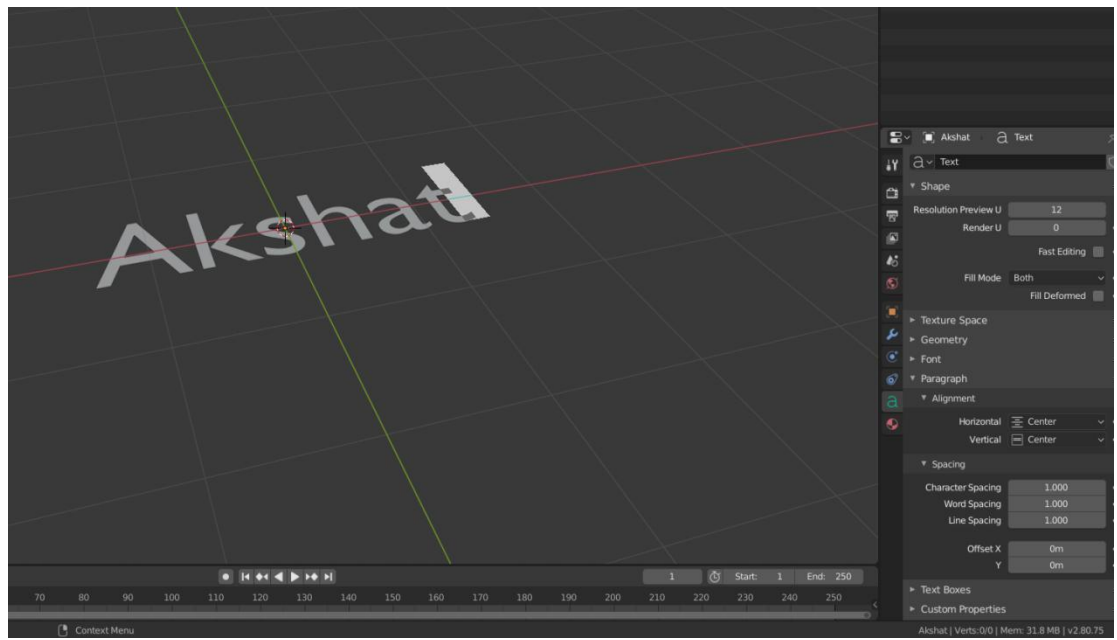 Akshat
Akshat Text
Text
Shape
Resolution Preview U 12
Render U 0
Fast Editing
Fill Mode Both
Fill Deformed
Texture Space
Geometry
Font
Paragraph
Alignment
Horizontal Center
Vertical Center
Spacing
Character Spacing 1.000
Word Spacing 1.000
Line Spacing 1.000
Offset X 0m
Y 0m
Text Boxes
Custom Properties
1 Start: 1 End: 250
70 80 90 100 110 120 130 140 150 160 170 180 190 200 210 220 230 240 250
Context Menu
Akshat | Verts:0/0 | Mem: 31.8 MB | v2.80.75